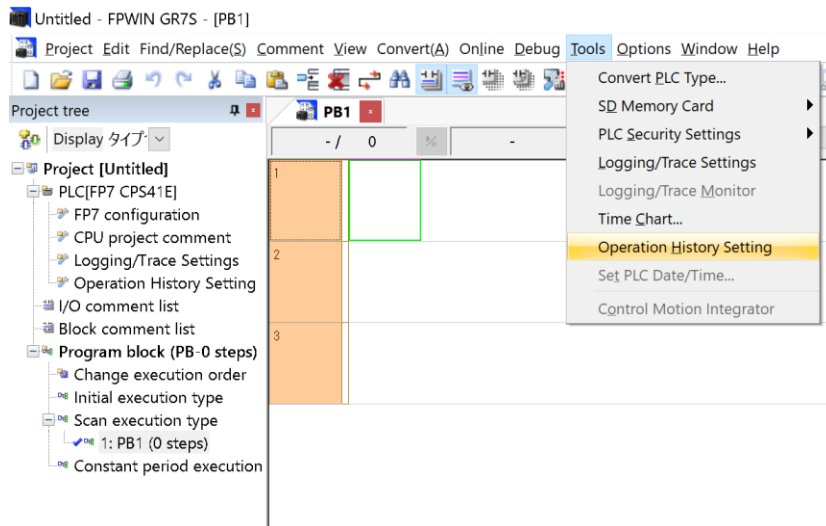 Untitled - FPWIN GR7S - [PB1]
Project Edit Find/Replace(S) Comment View Convert(A) Online Debug Tools Options Window Help
Project tree
Display タイプ
Project [Untitled]
PLC[FP7 CPS41E]
FP7 configuration
CPU project comment
Logging/Trace Settings
Operation History Setting
I/O comment list
Block comment list
Program block (PB-0 steps)
Change execution order
Initial execution type
Scan execution type
1: PB1 (0 steps)
Constant period execution
PB1
- / 0 -
1
2
3
Convert PLC Type...
SD Memory Card
PLC Security Settings
Logging/Trace Settings
Logging/Trace Monitor
Time Chart...
Operation History Setting
Set PLC Date/Time...
Control Motion Integrator